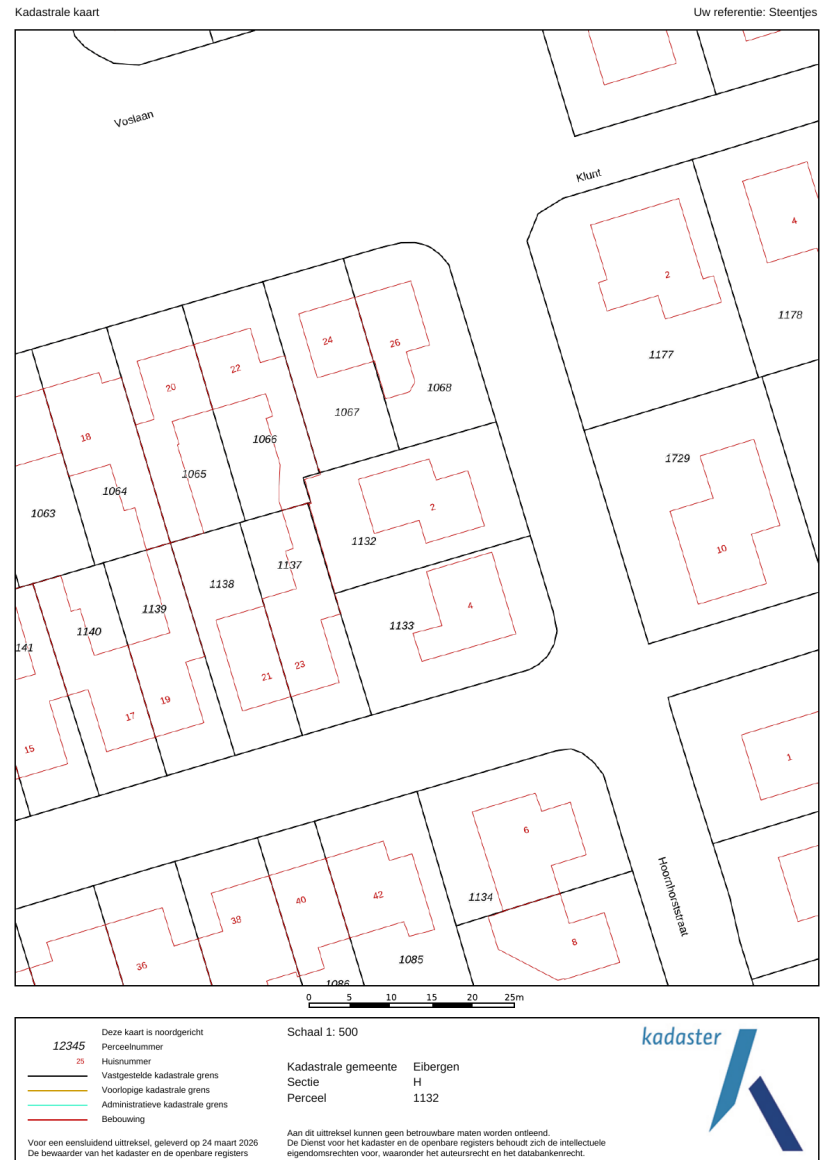 Kadastrale kaart
Uw referentie: Steentjes
Voslaan
Klunt
4
2
1178
1177
24
26
22
20
1068
1067
18
1066
1729
1065
1064
2
1063
1132
10
1137
1138
4
1139
1133
1140
141
23
21
19
17
15
1
6
Hoornhorststraat
42
40
1134
38
8
36
1085
1086
0 5 10 15 20 25m
12345
25
Deze kaart is noordgericht
Perceelnummer
Huisnummer
Vastgestelde kadastrale grens
Voorlopige kadastrale grens
Administratieve kadastrale grens
Bebouwing
Voor een eensluidend uittreksel, geleverd op 24 maart 2026
De bewaarder van het kadaster en de openbare registers
Schaal 1: 500
Kadastrale gemeente Eibergen
Sectie H
Perceel 1132
Aan dit uittreksel kunnen geen betrouwbare maten worden ontleend.
De Dienst voor het kadaster en de openbare registers behoudt zich de intellectuele
eigendomsrechten voor, waaronder het auteursrecht en het databankenrecht.
kadaster